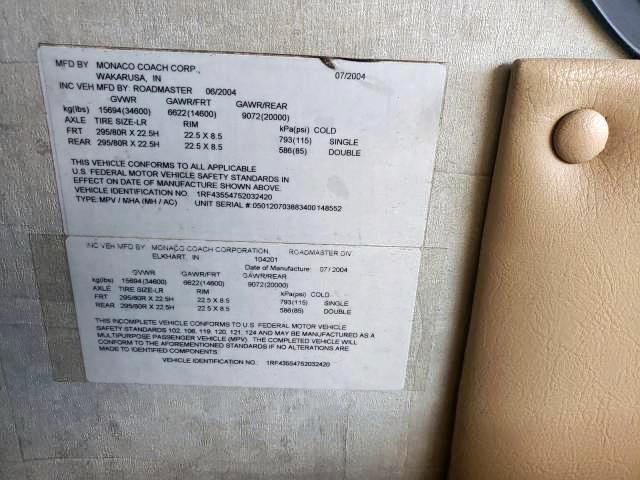 MFD BY MONACO COACH CORP. 07/2004
WAKARUSA, IN
INC VEH MFD BY: ROADMASTER 06/2004
GVWR GAWR/FRT GAWR/REAR
kg(lbs) 15694(34600) 6622(14600) 9072(20000)
AXLE TIRE SIZE-LR RIM kPa(psi) COLD
FRT 295/80R X 22.5H 22.5 X 8.5 793(115) SINGLE
REAR 295/80R X 22.5H 22.5 X 8.5 586(85) DOUBLE
THIS VEHICLE CONFORMS TO ALL APPLICABLE
U.S. FEDERAL MOTOR VEHICLE SAFETY STANDARDS IN
EFFECT ON DATE OF MANUFACTURE SHOWN ABOVE.
VEHICLE IDENTIFICATION NO. 1RF43554752032420
TYPE: MPV / MHA (MH / AC) UNIT SERIAL #:050120703883400148552
INC VEH MFD BY: MONACO COACH CORPORATION, ROADMASTER DIV.
ELKHART, IN 104201
Date of Manufacture: 07/2004
GVWR GAWR/FRT GAWR/REAR
kg(lbs) 15694(34600) 6622(14600) 9072(20000)
AXLE TIRE SIZE-LR RIM kPa(psi) COLD
FRT 295/80R X 22.5H 22.5 X 8.5 793(115) SINGLE
REAR 295/80R X 22.5H 22.5 X 8.5 586(85) DOUBLE
THIS INCOMPLETE VEHICLE CONFORMS TO U.S. FEDERAL MOTOR VEHICLE
SAFETY STANDARDS 102, 106, 119, 120, 121, 124 AND MAY BE MANUFACTURED AS A
MULTIPURPOSE PASSENGER VEHICLE (MPV). THE COMPLETED VEHICLE WILL
CONFORM TO THE AFOREMENTIONED STANDARDS IF NO ALTERATIONS ARE
MADE TO IDENTIFIED COMPONENTS.
VEHICLE IDENTIFICATION NO.: 1RF43554752032420